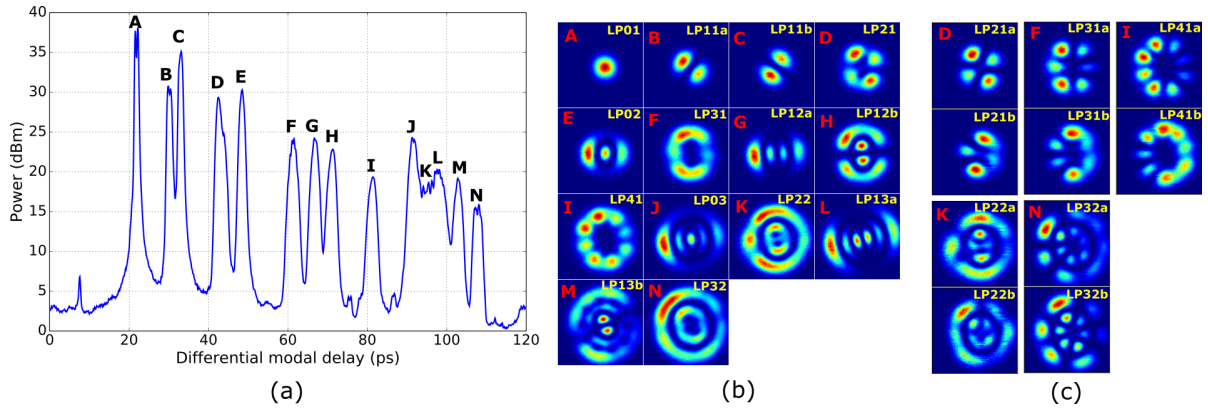 40
35
30
25
20
15
10
5
0
Power (dBm)
A
B
C
D
E
F
G
H
I
J
K
L
M
N
0 20 40 60 80 100 120
Differential modal delay (ps)
(a)
A LP01 B LP11a C LP11b D LP21
E LP02 F LP31 G LP12a H LP12b
I LP41 J LP03 K LP22 L LP13a
M LP13b N LP32
(b)
D LP21a F LP31a I LP41a
LP21b LP31b LP41b
K LP22a N LP32a
LP22b LP32b
(c)